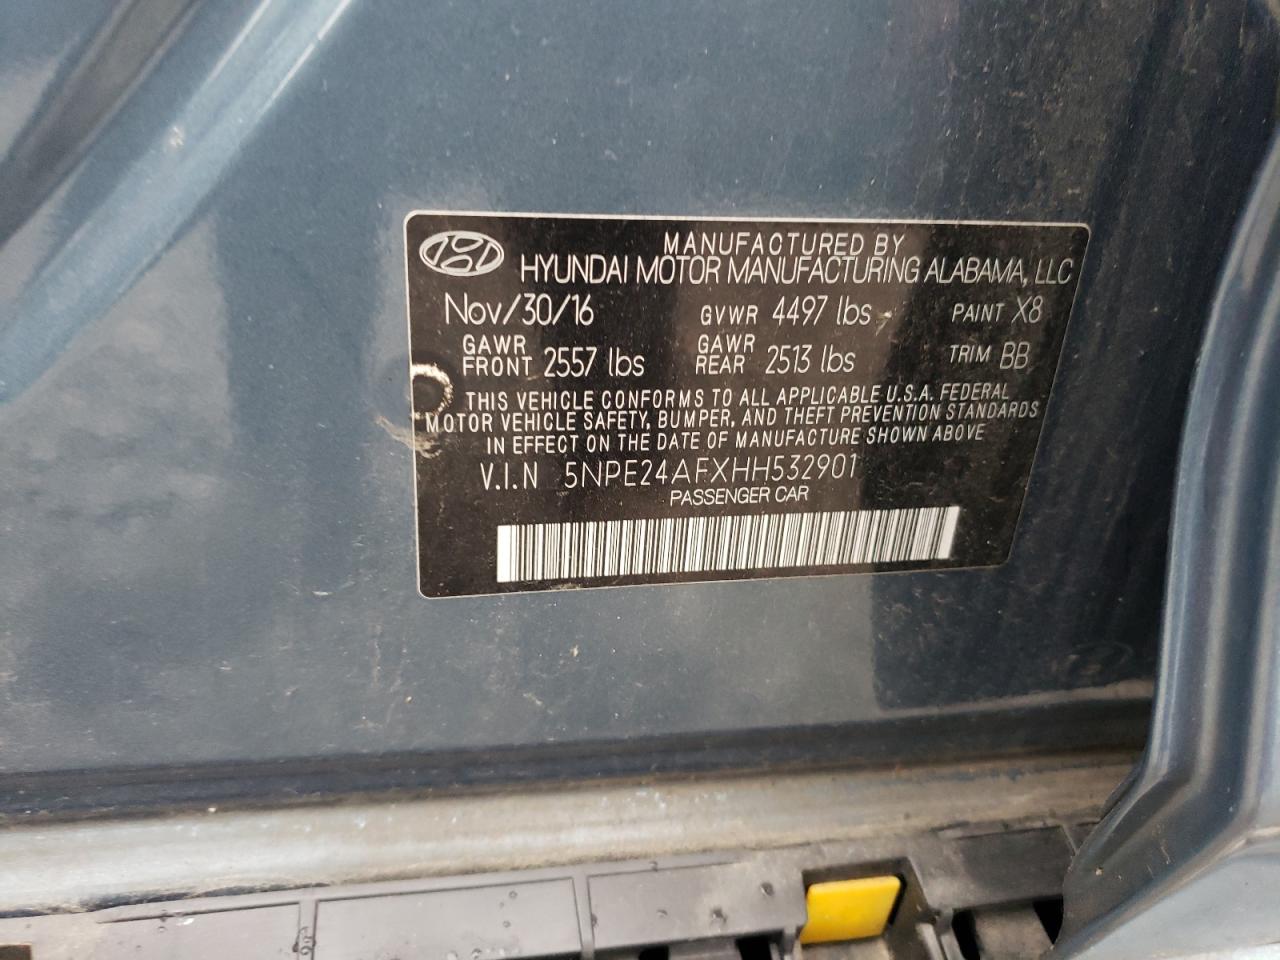 MANUFACTURED BY
HYUNDAI MOTOR MANUFACTURING ALABAMA, LLC
Nov/30/16 GVWR 4497 lbs PAINT X8
GAWR FRONT 2557 lbs GAWR REAR 2513 lbs TRIM BB
THIS VEHICLE CONFORMS TO ALL APPLICABLE U.S.A. FEDERAL
MOTOR VEHICLE SAFETY, BUMPER, AND THEFT PREVENTION STANDARDS
IN EFFECT ON THE DATE OF MANUFACTURE SHOWN ABOVE
V.I.N 5NPE24AFXHH532901
PASSENGER CAR